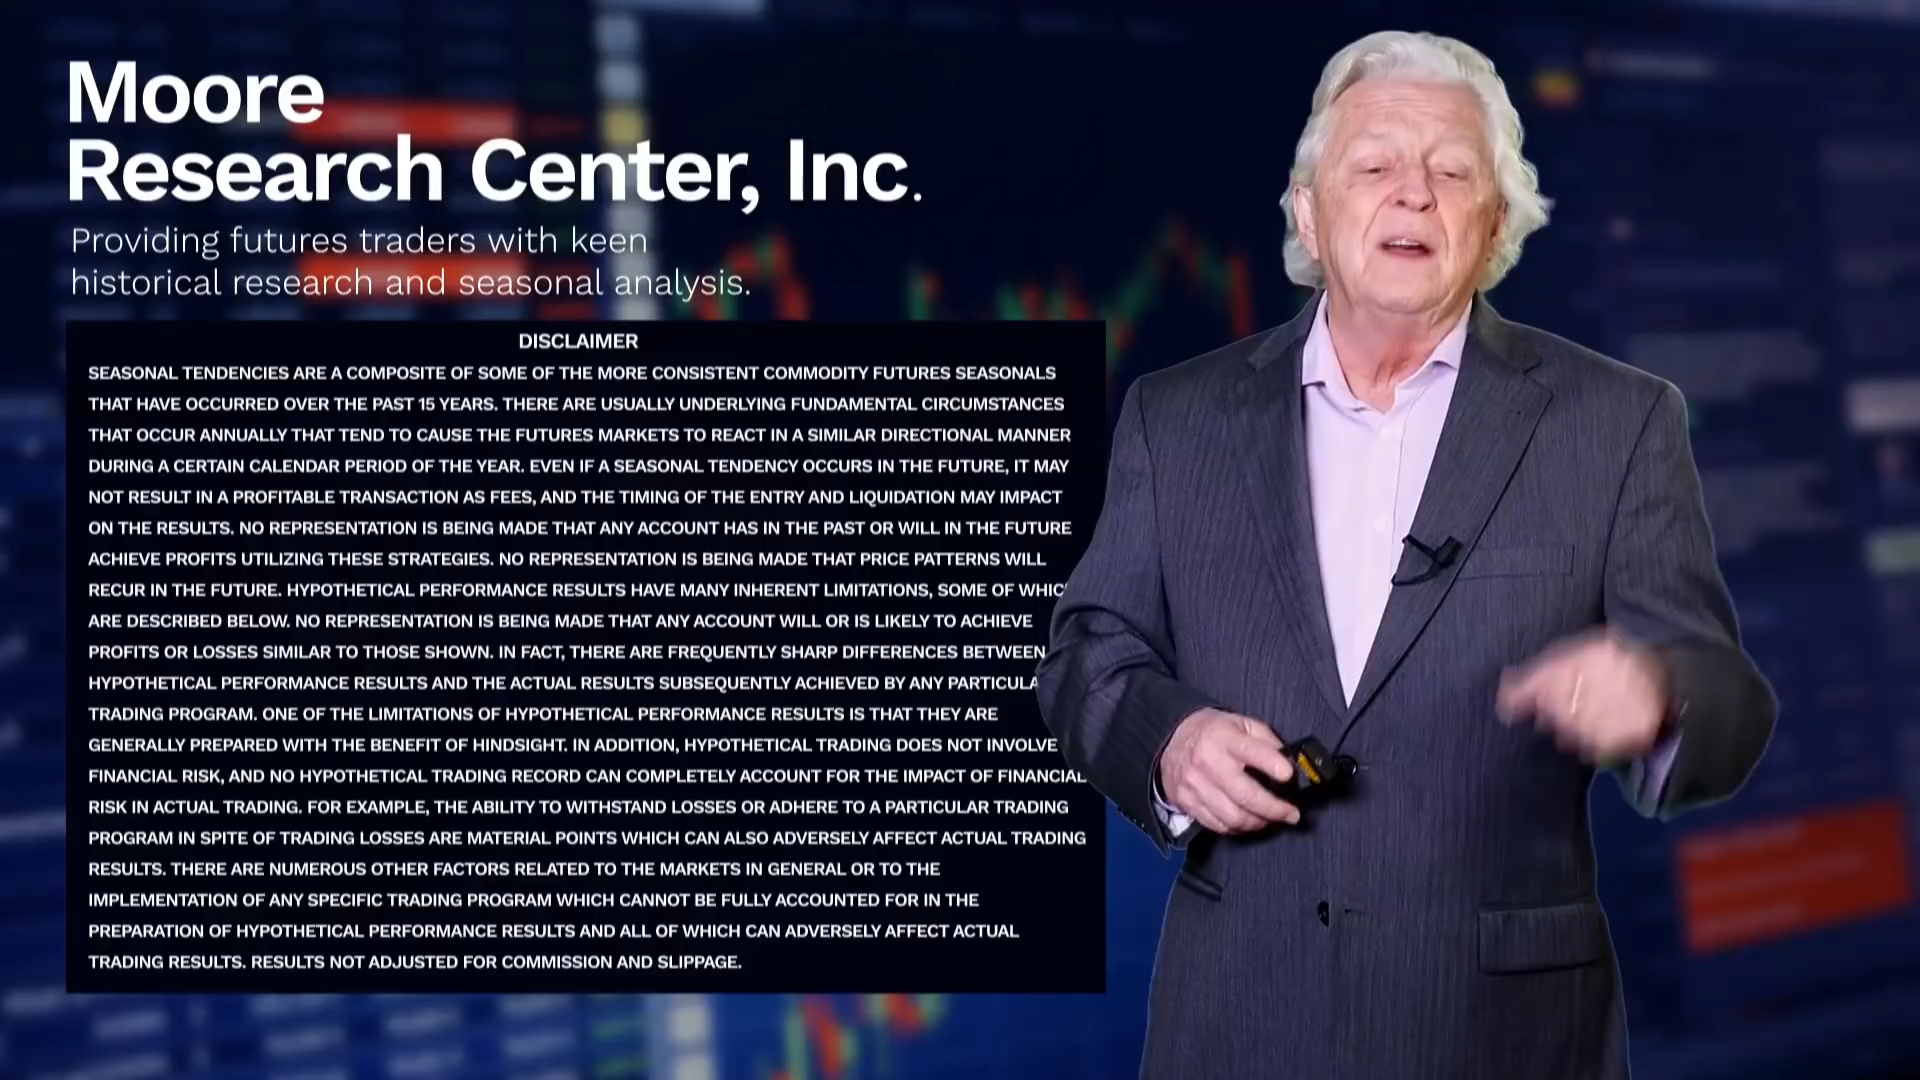 Moore
Research Center, Inc.
Providing futures traders with keen
historical research and seasonal analysis.
DISCLAIMER
SEASONAL TENDENCIES ARE A COMPOSITE OF SOME OF THE MORE CONSISTENT COMMODITY FUTURES SEASONALS
THAT HAVE OCCURRED OVER THE PAST 15 YEARS. THERE ARE USUALLY UNDERLYING FUNDAMENTAL CIRCUMSTANCES
THAT OCCUR ANNUALLY THAT TEND TO CAUSE THE FUTURES MARKETS TO REACT IN A SIMILAR DIRECTIONAL MANNER
DURING A CERTAIN CALENDAR PERIOD OF THE YEAR. EVEN IF A SEASONAL TENDENCY OCCURS IN THE FUTURE, IT MAY
NOT RESULT IN A PROFITABLE TRANSACTION AS FEES, AND THE TIMING OF THE ENTRY AND LIQUIDATION MAY IMPACT
ON THE RESULTS. NO REPRESENTATION IS BEING MADE THAT ANY ACCOUNT HAS IN THE PAST OR WILL IN THE FUTURE
ACHIEVE PROFITS UTILIZING THESE STRATEGIES. NO REPRESENTATION IS BEING MADE THAT PRICE PATTERNS WILL
RECUR IN THE FUTURE. HYPOTHETICAL PERFORMANCE RESULTS HAVE MANY INHERENT LIMITATIONS, SOME OF WHICH
ARE DESCRIBED BELOW. NO REPRESENTATION IS BEING MADE THAT ANY ACCOUNT WILL OR IS LIKELY TO ACHIEVE
PROFITS OR LOSSES SIMILAR TO THOSE SHOWN. IN FACT, THERE ARE FREQUENTLY SHARP DIFFERENCES BETWEEN
HYPOTHETICAL PERFORMANCE RESULTS AND THE ACTUAL RESULTS SUBSEQUENTLY ACHIEVED BY ANY PARTICULA
TRADING PROGRAM. ONE OF THE LIMITATIONS OF HYPOTHETICAL PERFORMANCE RESULTS IS THAT THEY ARE
GENERALLY PREPARED WITH THE BENEFIT OF HINDSIGHT. IN ADDITION, HYPOTHETICAL TRADING DOES NOT INVOLVE
FINANCIAL RISK, AND NO HYPOTHETICAL TRADING RECORD CAN COMPLETELY ACCOUNT FOR THE IMPACT OF FINANCIAL
RISK IN ACTUAL TRADING. FOR EXAMPLE, THE ABILITY TO WITHSTAND LOSSES OR ADHERE TO A PARTICULAR TRADING
PROGRAM IN SPITE OF TRADING LOSSES ARE MATERIAL POINTS WHICH CAN ALSO ADVERSELY AFFECT ACTUAL TRADING
RESULTS. THERE ARE NUMEROUS OTHER FACTORS RELATED TO THE MARKETS IN GENERAL OR TO THE
IMPLEMENTATION OF ANY SPECIFIC TRADING PROGRAM WHICH CANNOT BE FULLY ACCOUNTED FOR IN THE
PREPARATION OF HYPOTHETICAL PERFORMANCE RESULTS AND ALL OF WHICH CAN ADVERSELY AFFECT ACTUAL
TRADING RESULTS. RESULTS NOT ADJUSTED FOR COMMISSION AND SLIPPAGE.